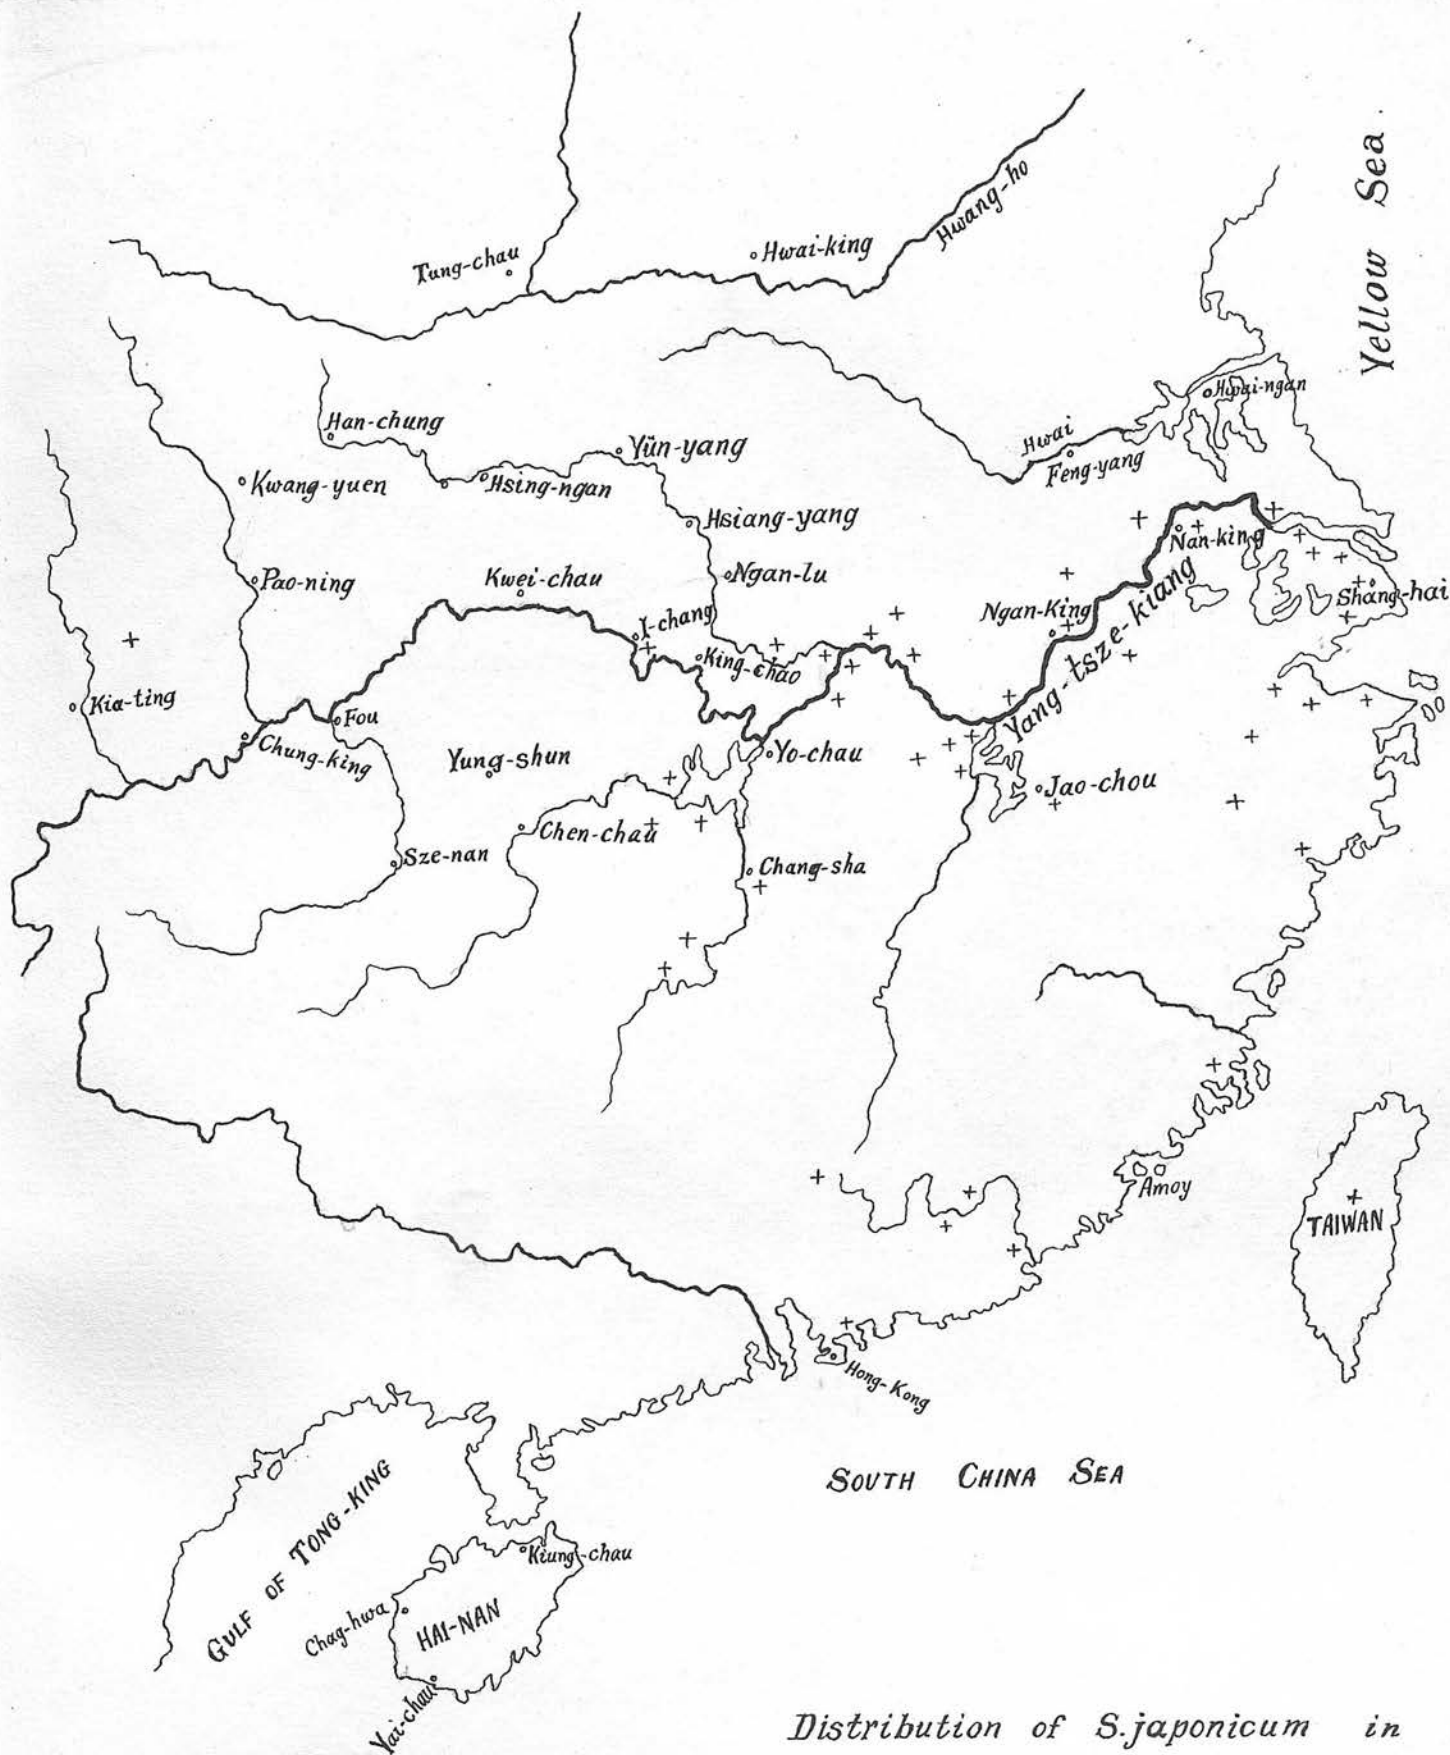 Yellow Sea.
Hwang-ho
Tung-chau
Hwai-king
Hwai-ngan
Han-chung
Yün-yang
Hwai
Feng-yang
Kwang-yuen
Hsing-ngan
Hsiang-yang
Nan-king
Pao-ning
Kwei-chau
Ngan-lu
Shang-hai
I-chang
Ngan-King
King-chao
Yang-tsze-kiang
Kia-ting
Fou
Chung-king
Yung-shun
Yo-chau
Jao-chou
Chen-chau
Sze-nan
Chang-sha
Amoy
TAIWAN
Hong-Kong
SOUTH CHINA SEA
GULF OF TONG-KING
Kiung-chau
Chag-hwa
HAI-NAN
Yai-chau
Distribution of S.japonicum in